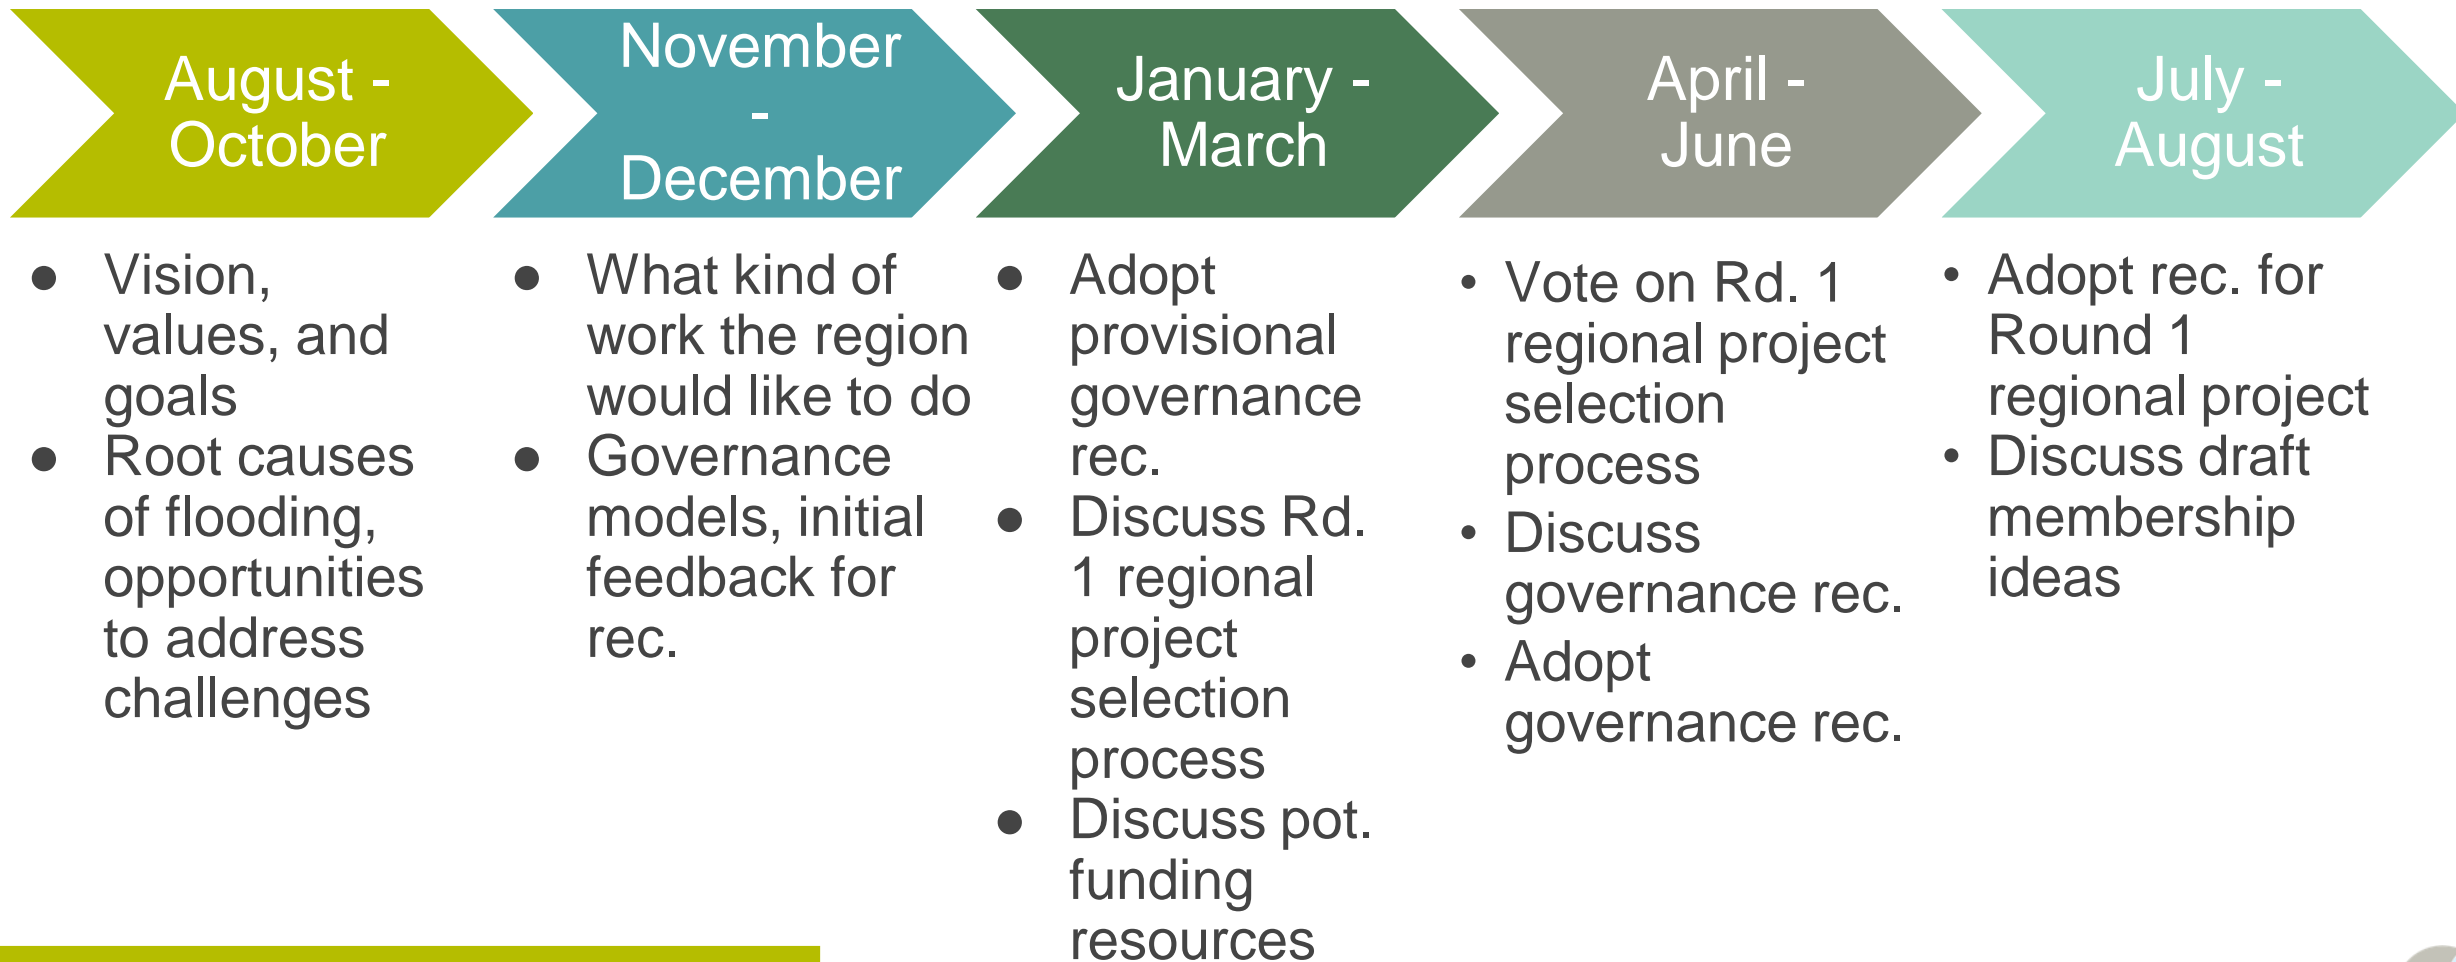 August -
October
November
-
December
January -
March
April -
June
July -
August
● Vision,
values, and
goals
● Root causes
of flooding,
opportunities
to address
challenges
● What kind of
work the region
would like to do
● Governance
models, initial
feedback for
rec.
● Adopt
provisional
governance
rec.
● Discuss Rd.
1 regional
project
selection
process
● Discuss pot.
funding
resources
• Vote on Rd. 1
regional project
selection
process
• Discuss
governance rec.
• Adopt
governance rec.
• Adopt rec. for
Round 1
regional project
• Discuss draft
membership
ideas